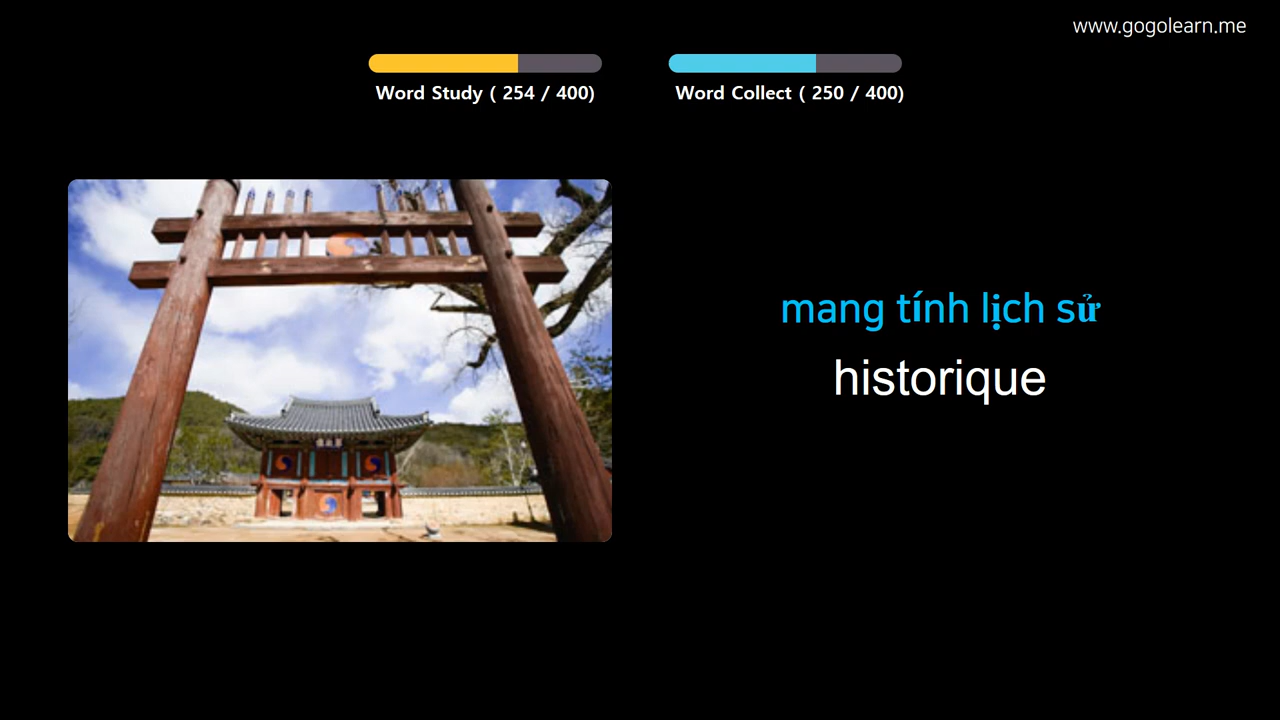 www.gogolearn.me
Word Study ( 254 / 400)
Word Collect ( 250 / 400)
mang tính lịch sử
historique